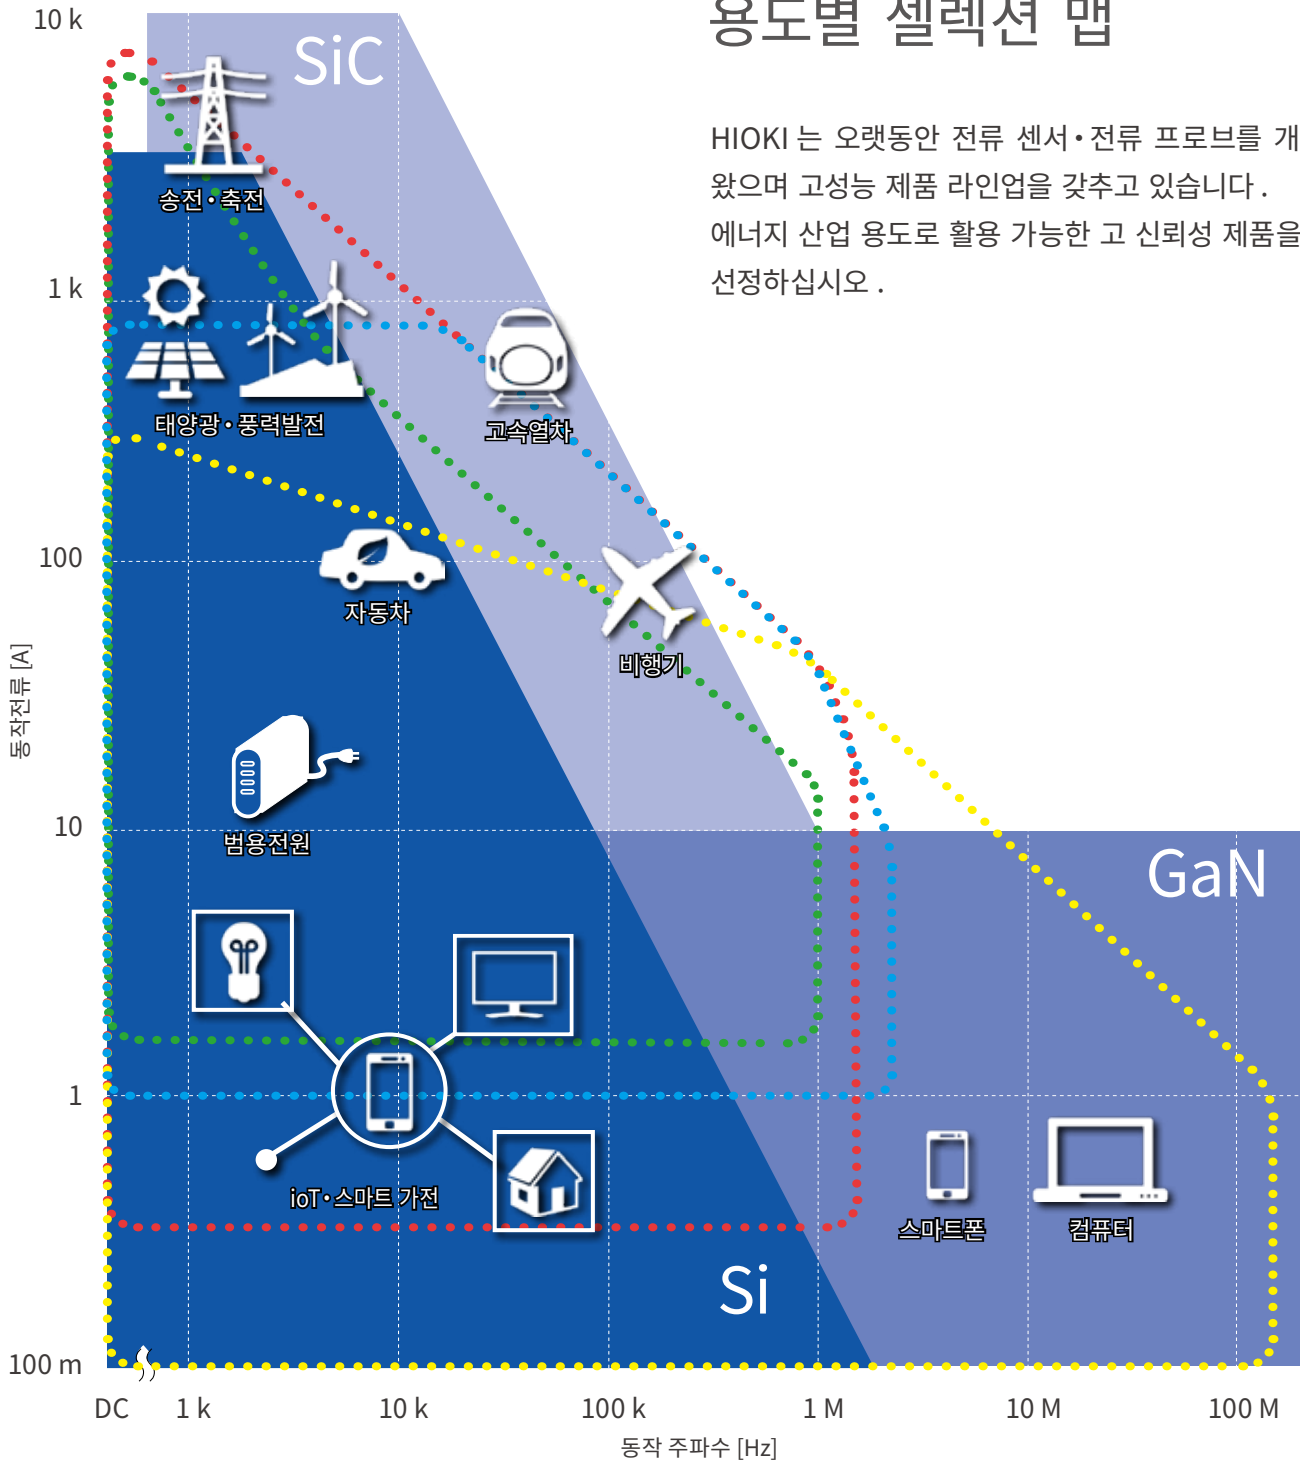 용도별 셀렉션 맵
HIOKI 는 오랫동안 전류 센서•전류 프로브를 개
왔으며 고성능 제품 라인업을 갖추고 있습니다 .
에너지 산업 용도로 활용 가능한 고 신뢰성 제품을
선정하십시오 .
10 k
SiC
송전•축전
1 k
태양광•풍력발전
고속열차
100
자동차
비행기
동작전류 [A]
범용전원
10
GaN
1
ioT•스마트 가전
스마트폰
컴퓨터
Si
100 m
DC
1 k
10 k
100 k
1 M
10 M
100 M
동작 주파수 [Hz]